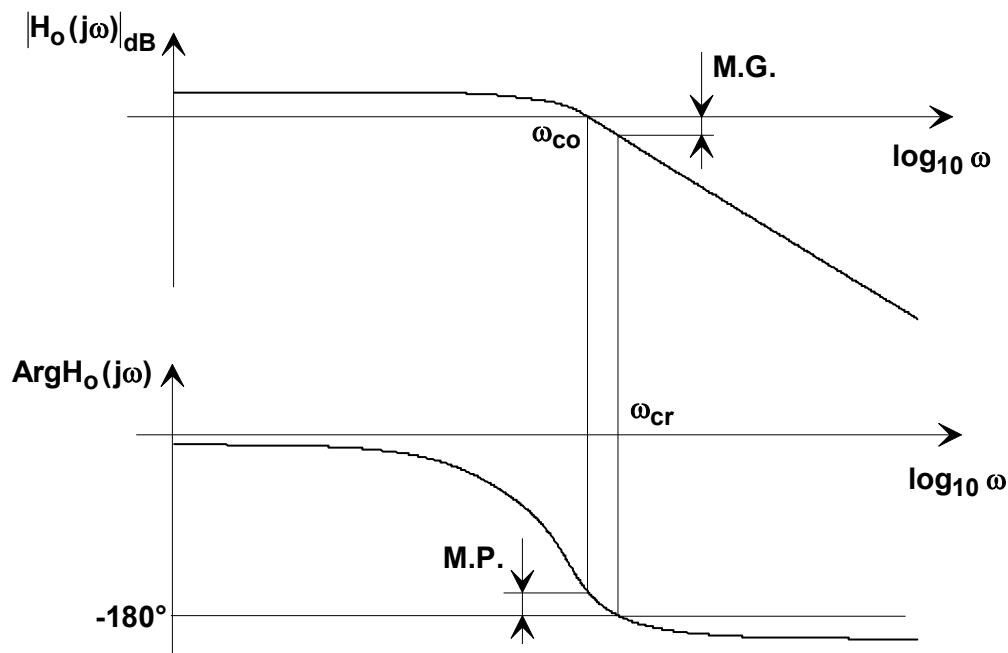 |Ho(jω)|dB
M.G.
ωco
log10 ω
ArgHo(jω)
ωcr
log10 ω
M.P.
-180°